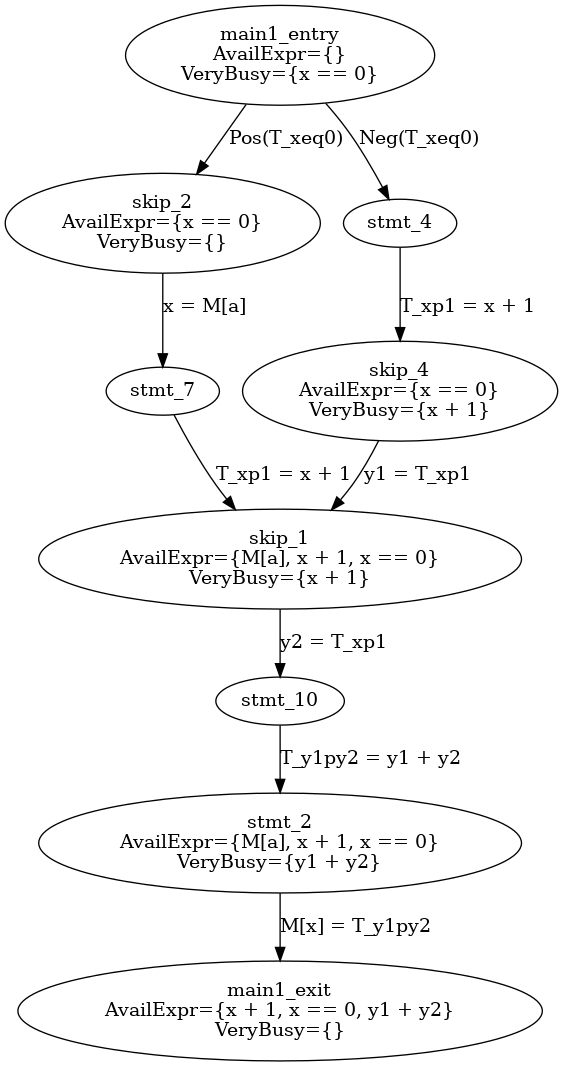 main1_entry
AvailExpr={}
VeryBusy={x == 0}
Pos(T_xeq0)
Neg(T_xeq0)
skip_2
AvailExpr={x == 0}
VeryBusy={}
stmt_4
x = M[a]
T_xp1 = x + 1
stmt_7
skip_4
AvailExpr={x == 0}
VeryBusy={x + 1}
T_xp1 = x + 1
y1 = T_xp1
skip_1
AvailExpr={M[a], x + 1, x == 0}
VeryBusy={x + 1}
y2 = T_xp1
stmt_10
T_y1py2 = y1 + y2
stmt_2
AvailExpr={M[a], x + 1, x == 0}
VeryBusy={y1 + y2}
M[x] = T_y1py2
main1_exit
AvailExpr={x + 1, x == 0, y1 + y2}
VeryBusy={}